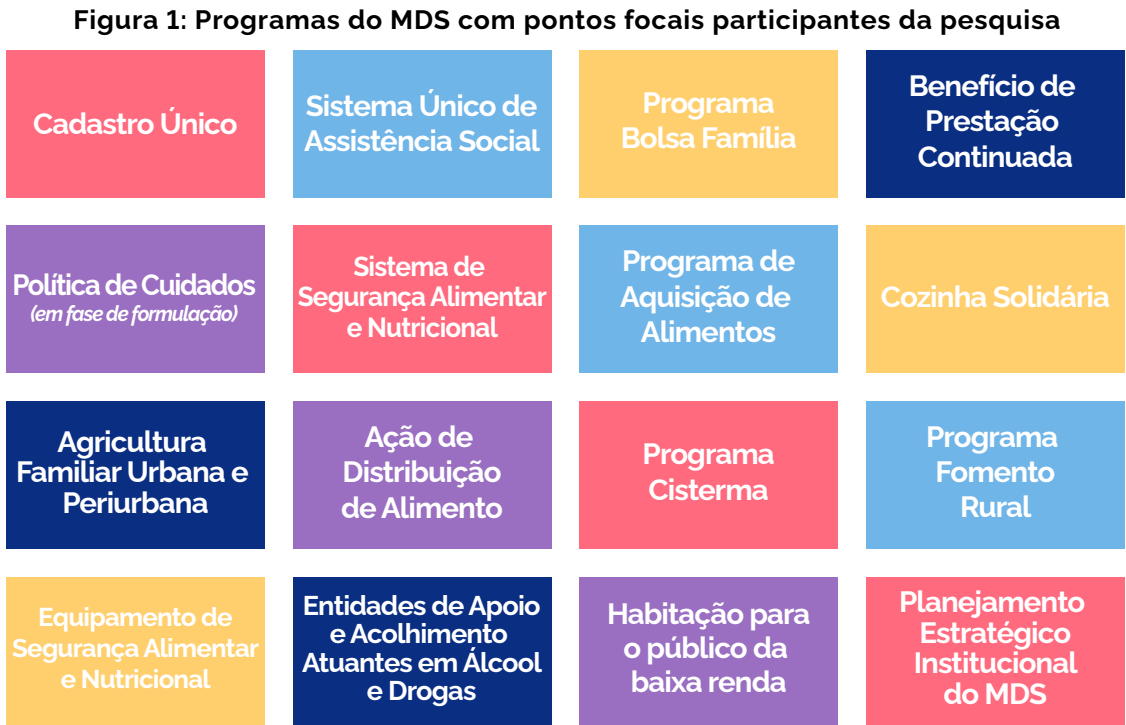 Figura 1: Programas do MDS com pontos focais participantes da pesquisa
Cadastro Único
Sistema Único de
Assistência Social
Programa
Bolsa Família
Benefício de
Prestação
Continuada
Política de Cuidados
(em fase de formulação)
Sistema de
Segurança Alimentar
e Nutricional
Programa de
Aquisição de
Alimentos
Cozinha Solidária
Agricultura
Familiar Urbana e
Periurbana
Ação de
Distribuição
de Alimento
Programa
Cisterma
Programa
Fomento
Rural
Equipamento de
Segurança Alimentar
e Nutricional
Entidades de Apoio
e Acolhimento
Atuantes em Álcool
e Drogas
Habitação para
o público da
baixa renda
Planejamento
Estratégico
Institucional
do MDS